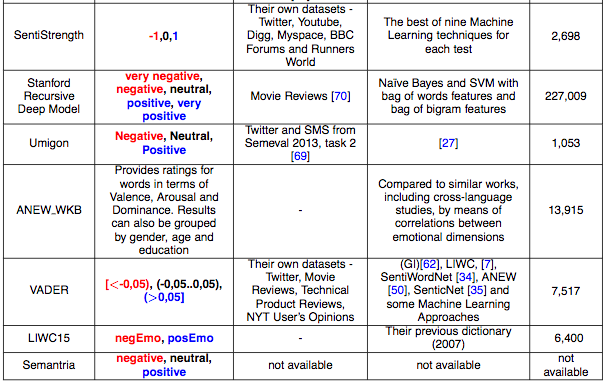 SentiStrength
-1,0,1
Their own datasets -
Twitter, Youtube,
Digg, Myspace, BBC
Forums and Runners
World
The best of nine Machine
Learning techniques for
each test
2,698
Stanford
Recursive
Deep Model
very negative,
negative, neutral,
positive, very
positive
Movie Reviews [70]
Naïve Bayes and SVM with
bag of words features and
bag of bigram features
227,009
Umigon
Negative, Neutral,
Positive
Twitter and SMS from
Semeval 2013, task 2
[69]
[27]
1,053
ANEW_WKB
Provides ratings for
words in terms of
Valence, Arousal and
Dominance. Results
can also be grouped
by gender, age and
education
-
Compared to similar works,
including cross-language
studies, by means of
correlations between
emotional dimensions
13,915
VADER
[<-0,05), (-0,05..0,05),
(>0,05]
Their own datasets -
Twitter, Movie
Reviews, Technical
Product Reviews,
NYT User's Opinions
(GI)[62], LIWC, [7],
SentiWordNet [34], ANEW
[50], SenticNet [35] and
some Machine Learning
Approaches
7,517
LIWC15
negEmo, posEmo
-
Their previous dictionary
(2007)
6,400
Semantria
negative, neutral,
positive
not available
not available
not
available